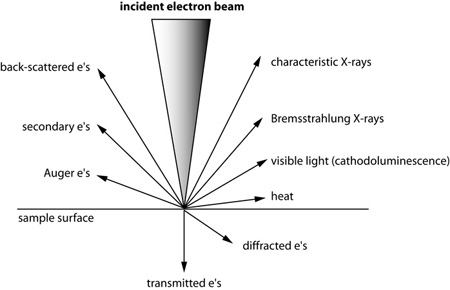 incident electron beam
back-scattered e's
characteristic X-rays
secondary e's
Bremsstrahlung X-rays
visible light (cathodoluminescence)
Auger e's
heat
sample surface
diffracted e's
transmitted e's